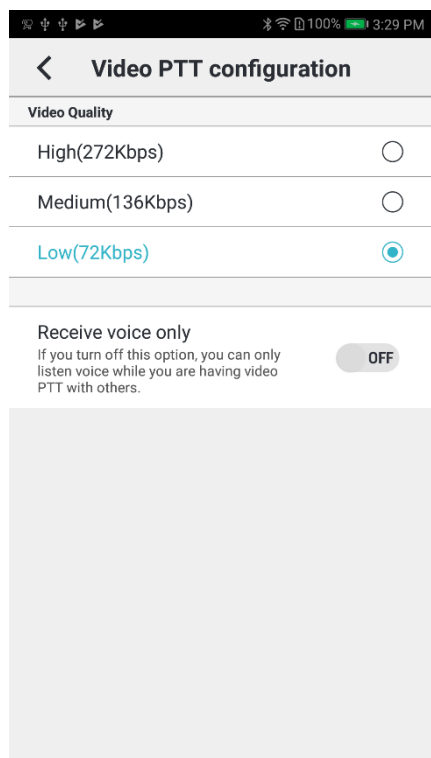 100% 3:29 PM
Video PTT configuration
Video Quality
High(272Kbps)
Medium(136Kbps)
Low(72Kbps)
Receive voice only
If you turn off this option, you can only
listen voice while you are having video
PTT with others.
OFF